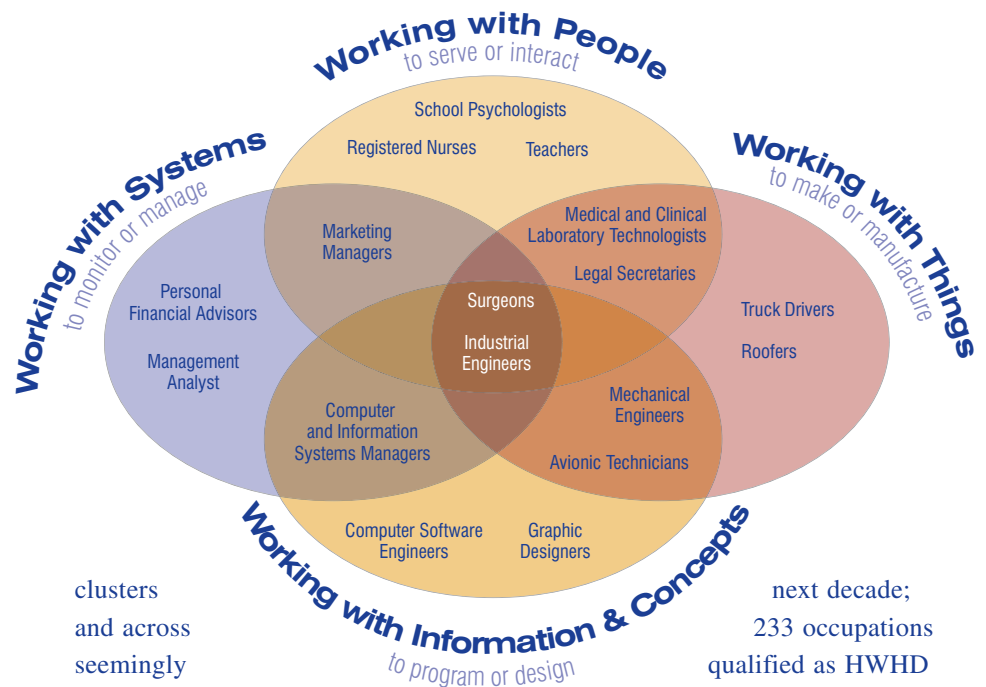 Working with People
to serve or interact
Working with Systems
to monitor or manage
Working with Things
to make or manufacture
School Psychologists
Registered Nurses
Teachers
Marketing
Managers
Medical and Clinical
Laboratory Technologists
Legal Secretaries
Personal
Financial Advisors
Management
Analyst
Surgeons
Industrial
Engineers
Truck Drivers
Roofers
Computer
and Information
Systems Managers
Mechanical
Engineers
Avionic Technicians
Computer Software
Engineers
Graphic
Designers
Working with Information & Concepts
to program or design
clusters
and across
seemingly
next decade;
233 occupations
qualified as HWHD